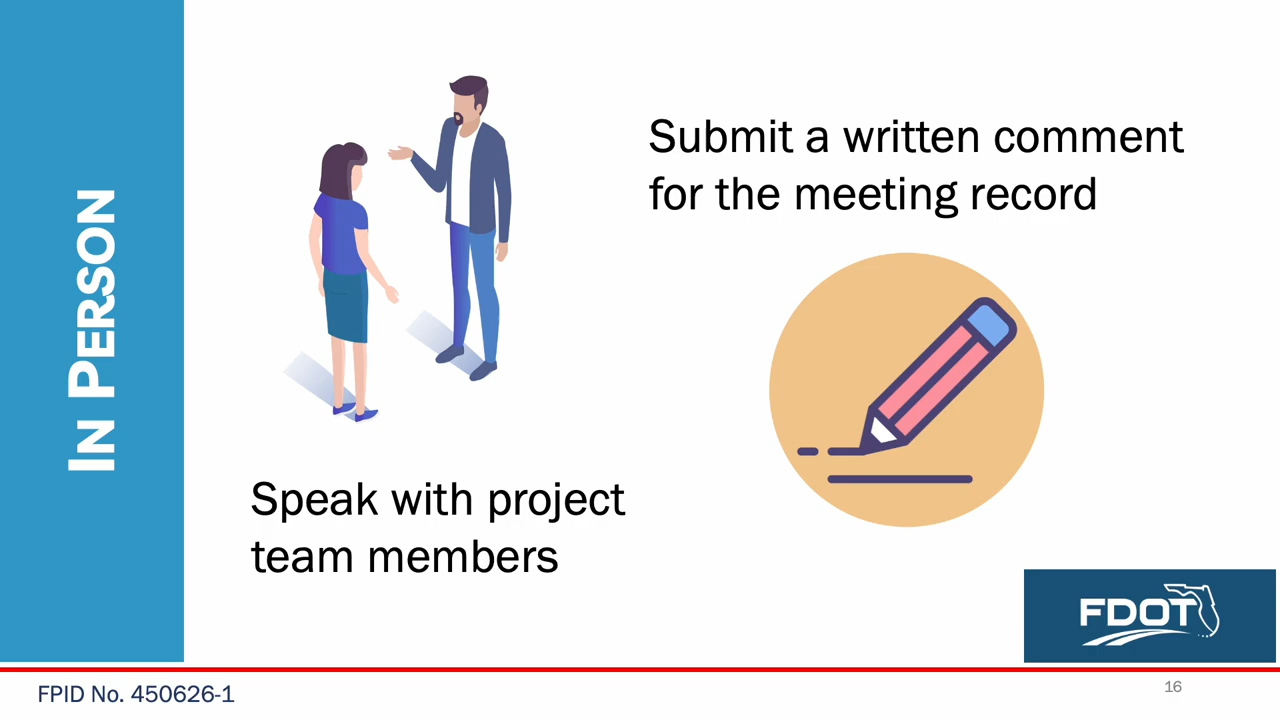 IN PERSON
Submit a written comment
for the meeting record
Speak with project
team members
FDOT
FPID No. 450626-1
16